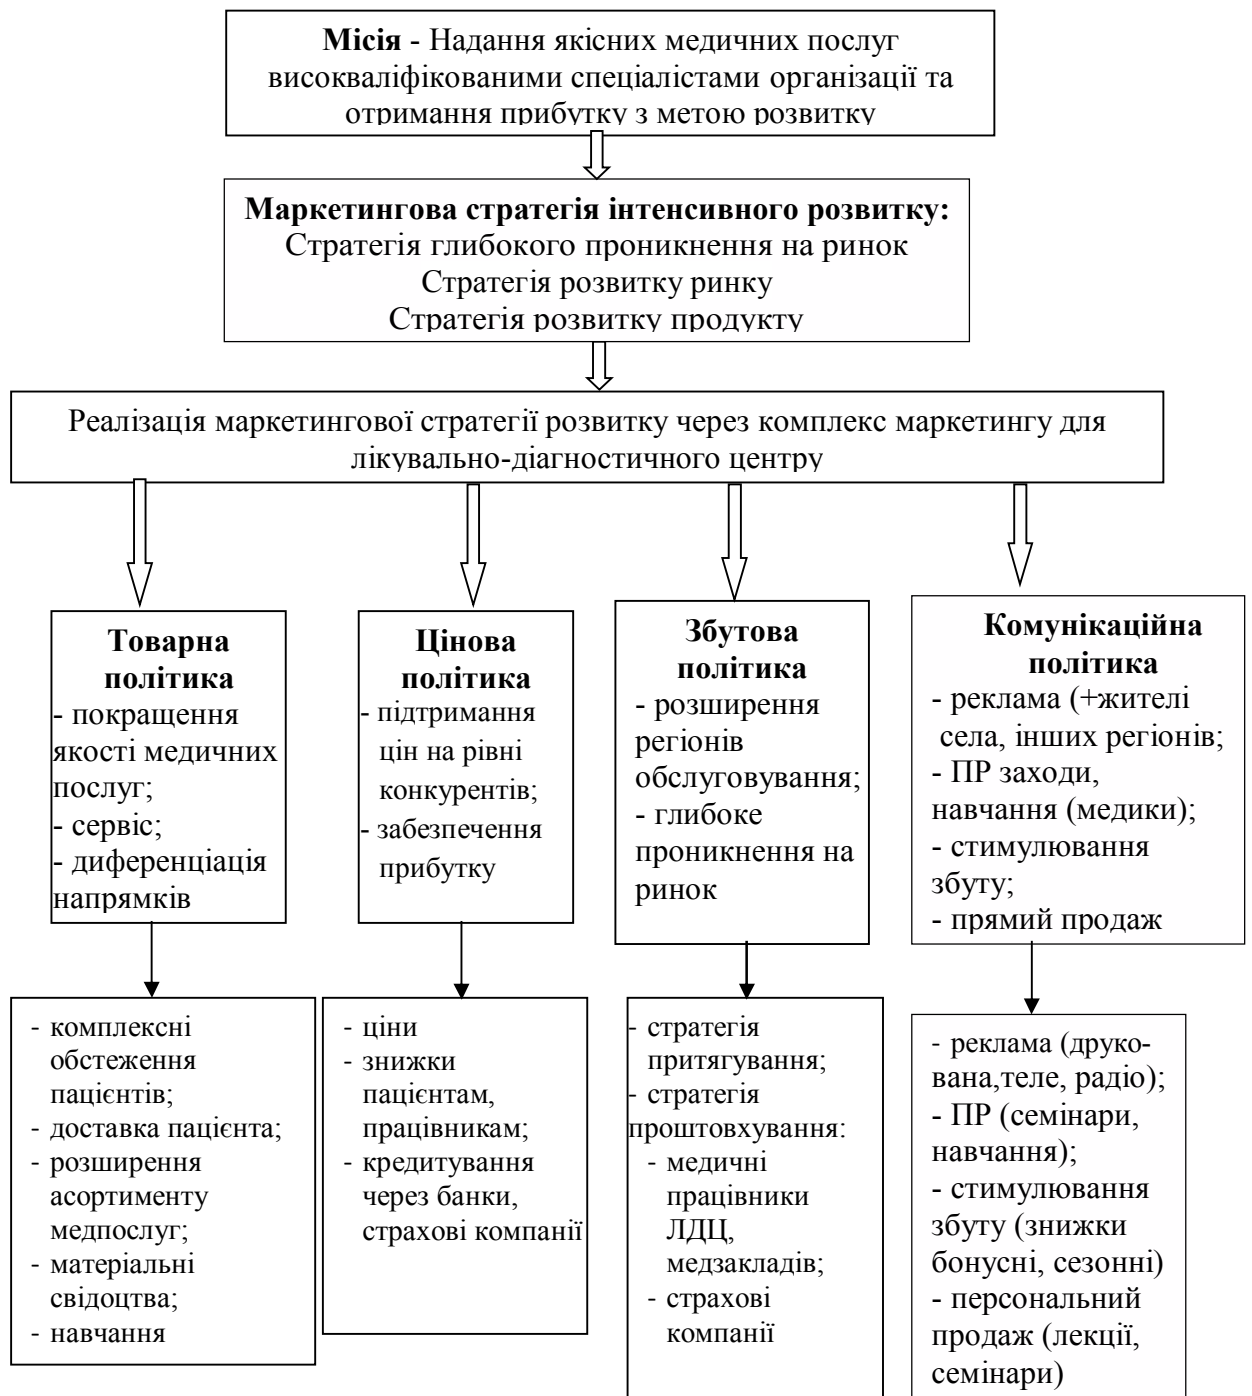 Місія - Надання якісних медичних послуг
високваліфікованими спеціалістами організації та
отримання прибутку з метою розвитку
Маркетингова стратегія інтенсивного розвитку:
Стратегія глибокого проникнення на ринок
Стратегія розвитку ринку
Стратегія розвитку продукту
Реалізація маркетингової стратегії розвитку через комплекс маркетингу для
лікувально-діагностичного центру
Товарна
політика
- покращення
якості медичних
послуг;
- сервіс;
- диференціація
напрямків
Цінова
політика
- підтримання
цін на рівні
конкурентів;
- забезпечення
прибутку
Збутова
політика
- розширення
регіонів
обслуговування;
- глибоке
проникнення на
ринок
Комунікаційна
політика
- реклама (+жителі
села, інших регіонів;
- ПР заходи,
навчання (медики);
- стимулювання
збуту;
- прямий продаж
- комплексні
обстеження
пацієнтів;
- доставка пацієнта;
- розширення
асортименту
медпослуг;
- матеріальні
свідоцтва;
- навчання
- ціни
- знижки
пацієнтам,
працівникам;
- кредитування
через банки,
страхові компанії
- стратегія
притягування;
- стратегія
проштовхування:
- медичні
працівники
ЛДЦ,
медзакладів;
- страхові
компанії
- реклама (друко-
вана,теле, радіо);
- ПР (семінари,
навчання);
- стимулювання
збуту (знижки
бонусні, сезонні)
- персональний
продаж (лекції,
семінари)